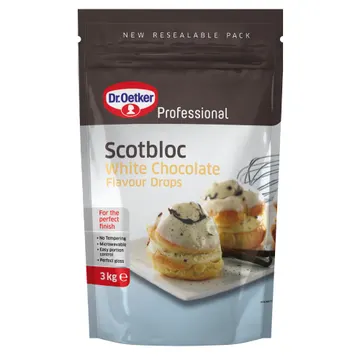 NEW RESEALABLE PACK
Dr.Oetker
Professional
Scotbloc
White Chocolate
Flavour Drops
For the
perfect
finish
• No Tempering
• Microwaveable
• Easy portion
control
• Perfect gloss
3kg e